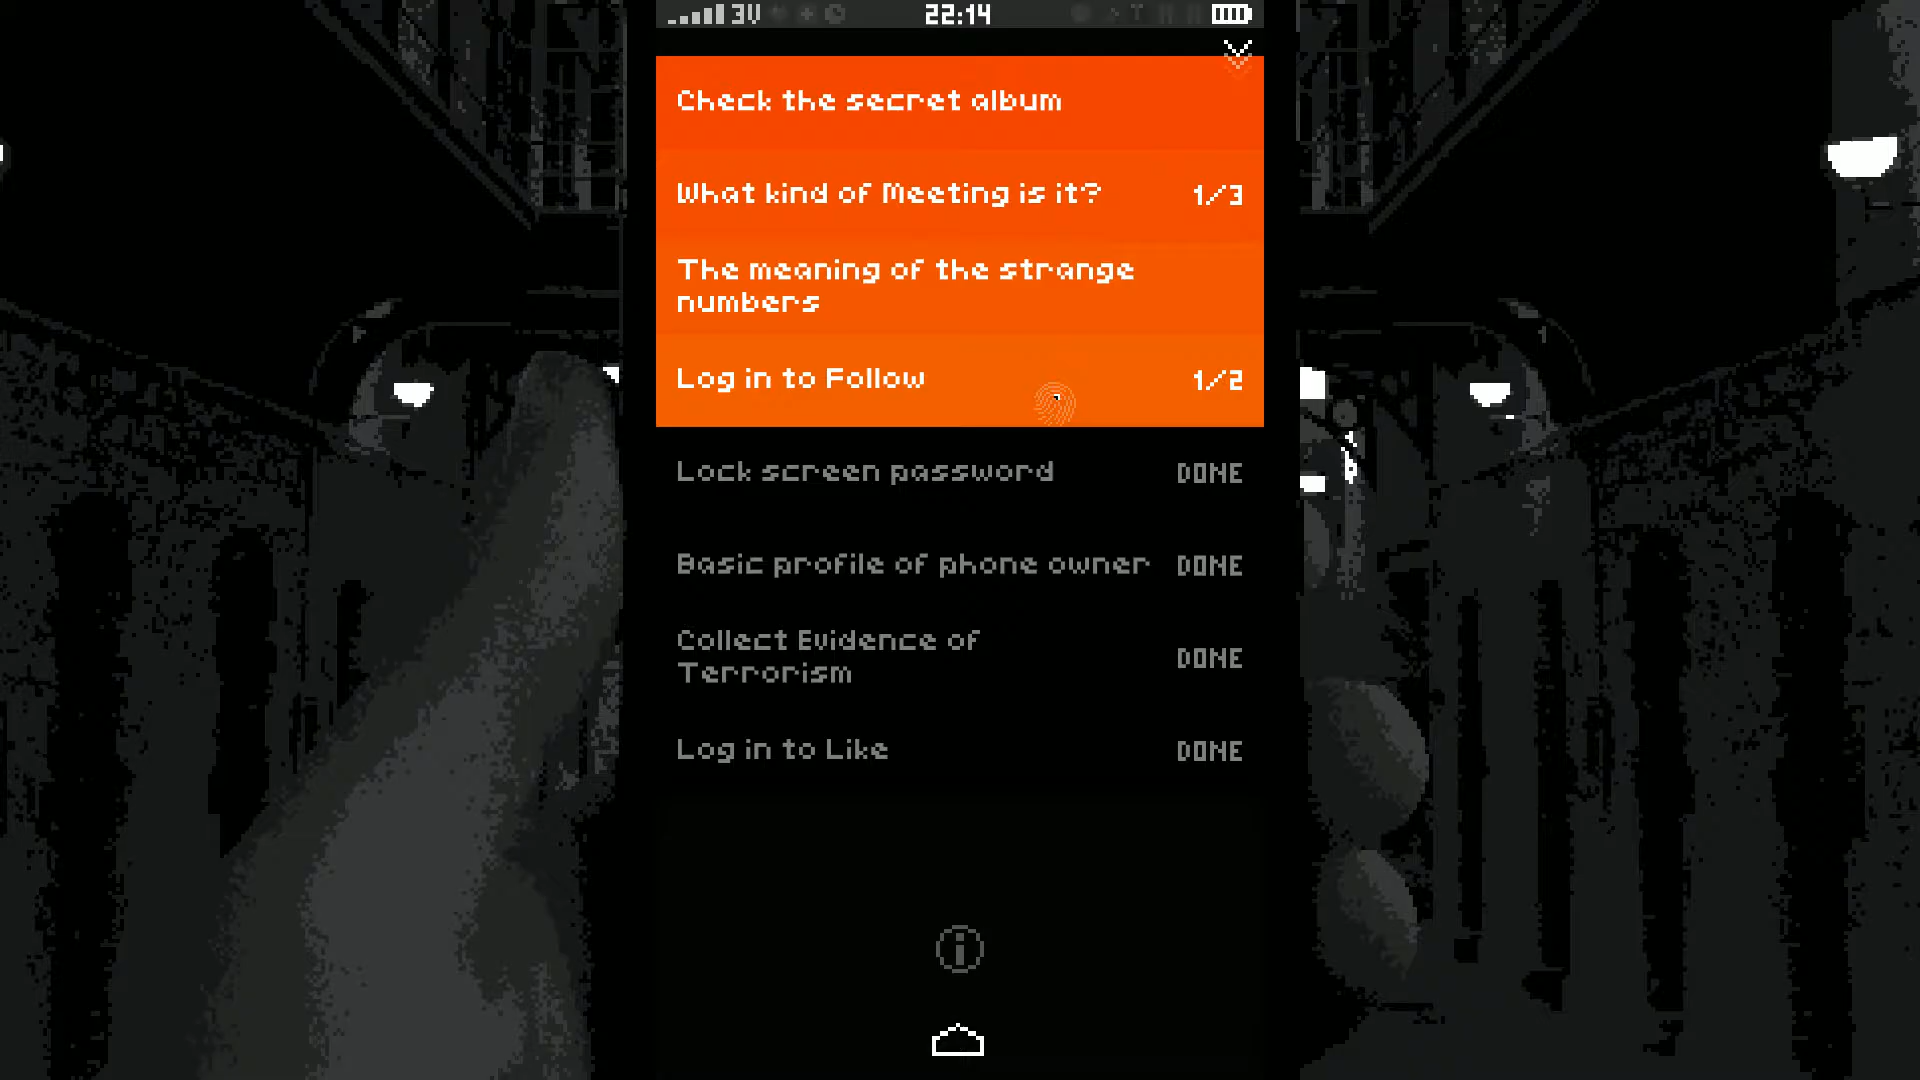 3V
22:14
Check the secret album
What kind of Meeting is it? 1/3
The meaning of the strange
numbers
Log in to Follow 1/2
Lock screen password DONE
Basic profile of phone owner DONE
Collect Evidence of
Terrorism DONE
Log in to Like DONE